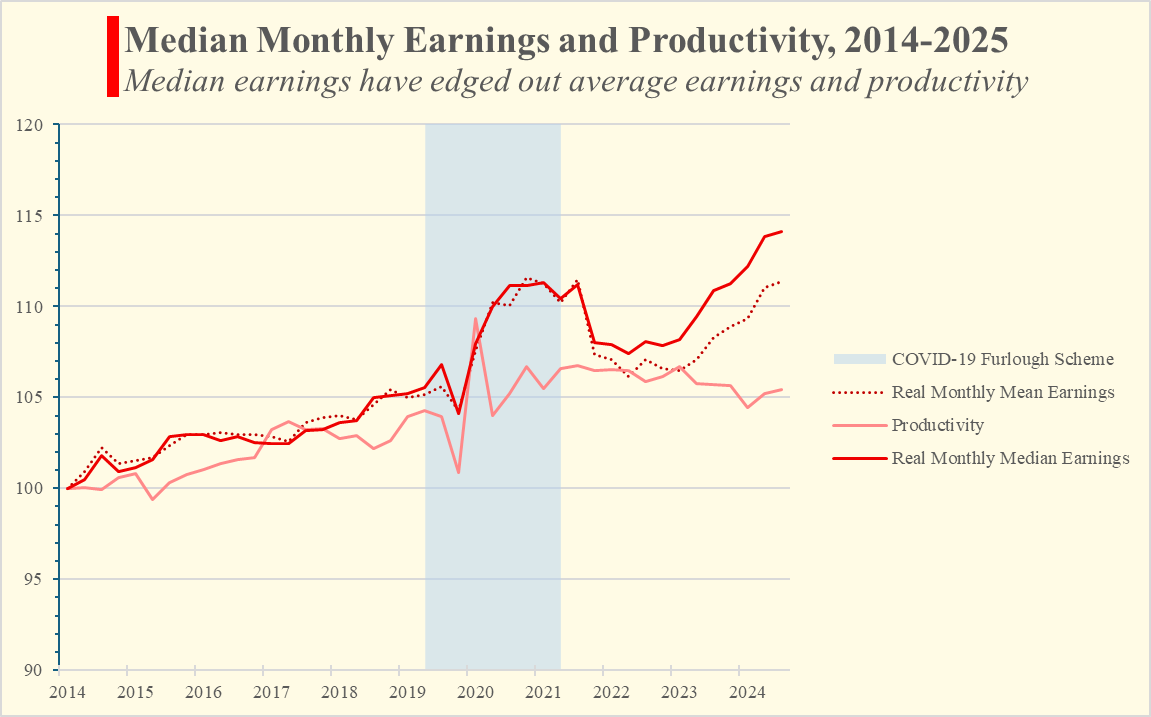 Median Monthly Earnings and Productivity, 2014-2025
Median earnings have edged out average earnings and productivity
120
115
110
105
100
95
90
2014 2015 2016 2017 2018 2019 2020 2021 2022 2023 2024
COVID-19 Furlough Scheme
Real Monthly Mean Earnings
Productivity
Real Monthly Median Earnings